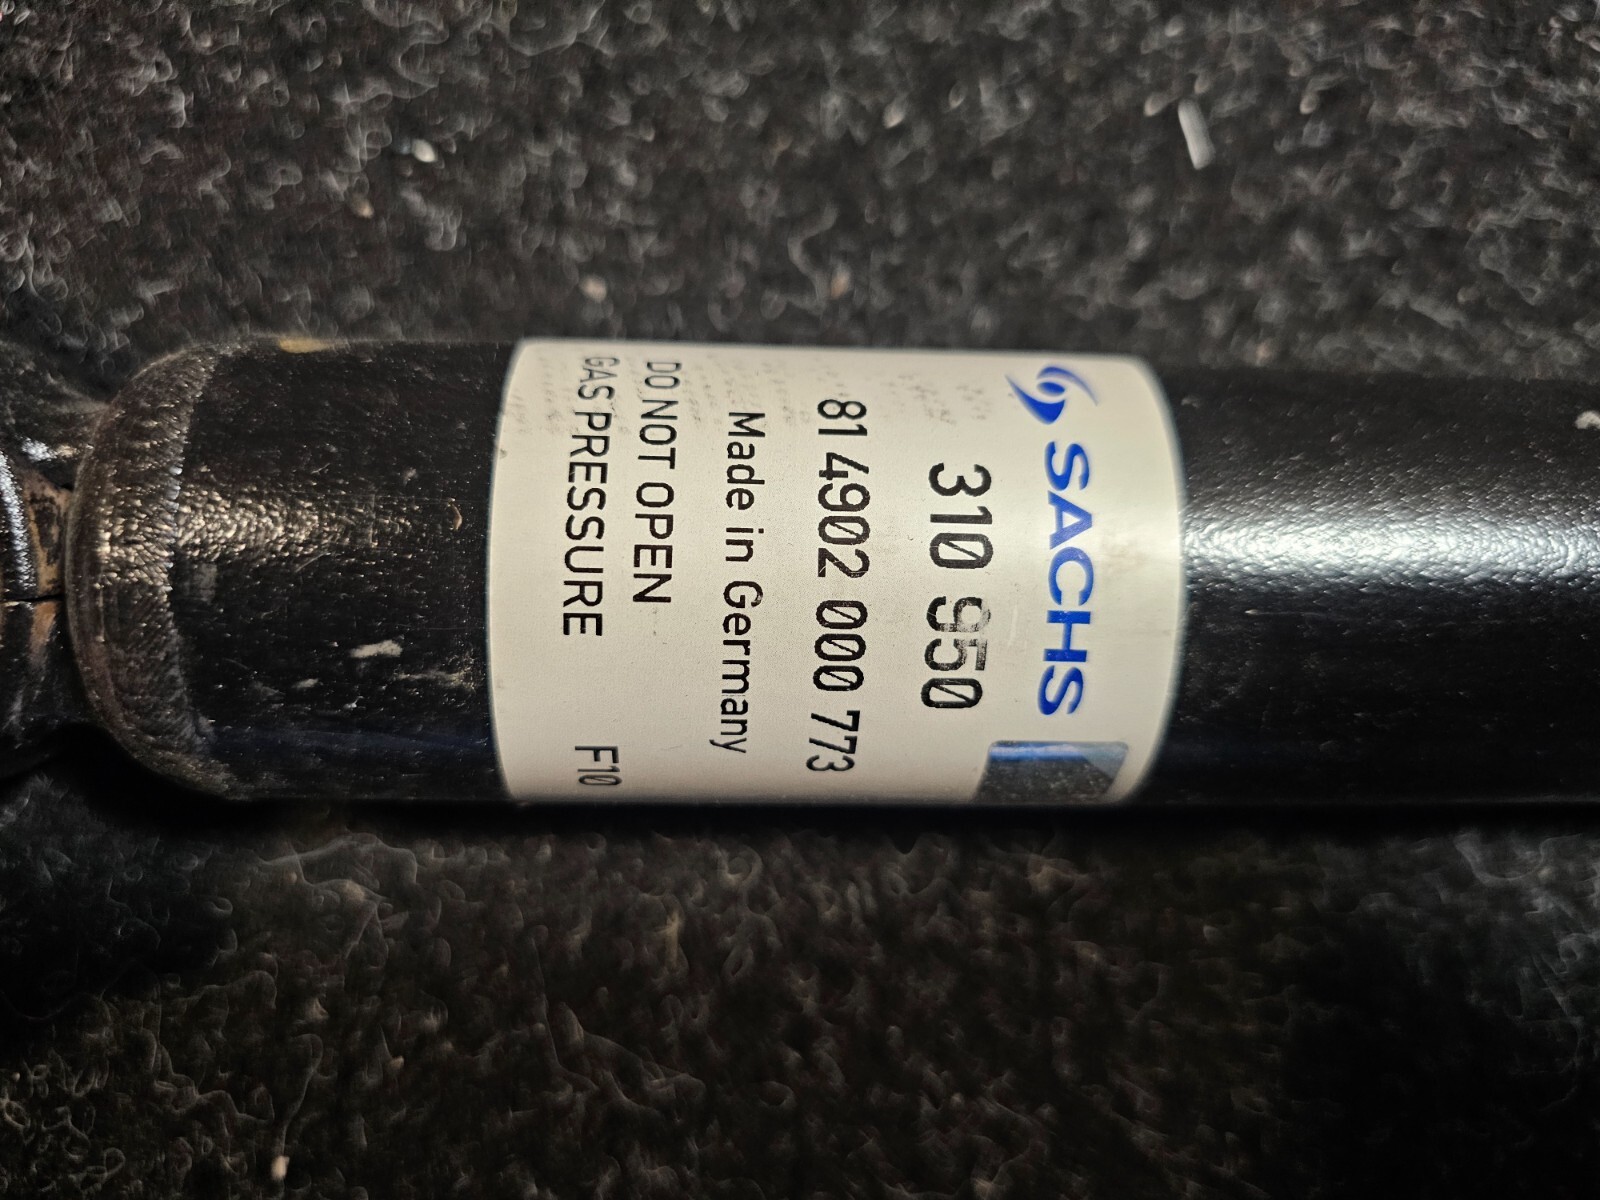 SACHS
310 950
81 4902 000 773
Made in Germany
DO NOT OPEN
GAS PRESSURE F10